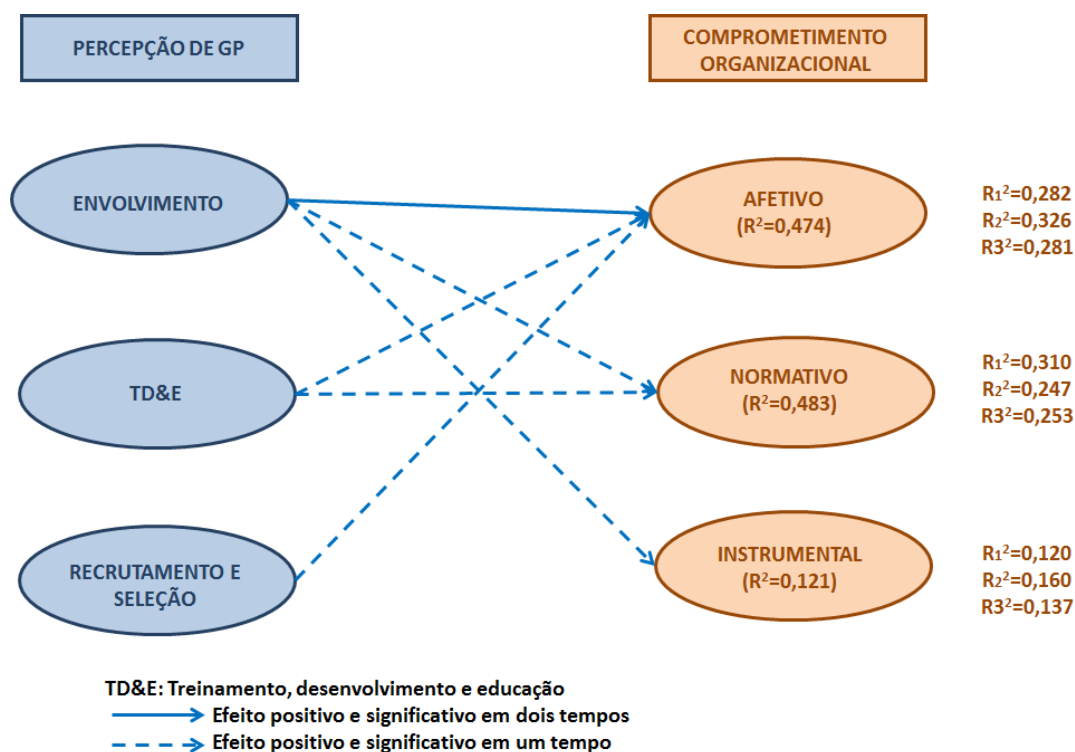 PERCEPÇÃO DE GP
COMPROMETIMENTO
ORGANIZACIONAL
ENVOLVIMENTO
AFETIVO
(R²=0,474)
R₁²=0,282
R₂²=0,326
R3²=0,281
TD&E
NORMATIVO
(R²=0,483)
R₁²=0,310
R₂²=0,247
R3²=0,253
RECRUTAMENTO E
SELEÇÃO
INSTRUMENTAL
(R²=0,121)
R₁²=0,120
R₂²=0,160
R3²=0,137
TD&E: Treinamento, desenvolvimento e educação
Efeito positivo e significativo em dois tempos
Efeito positivo e significativo em um tempo